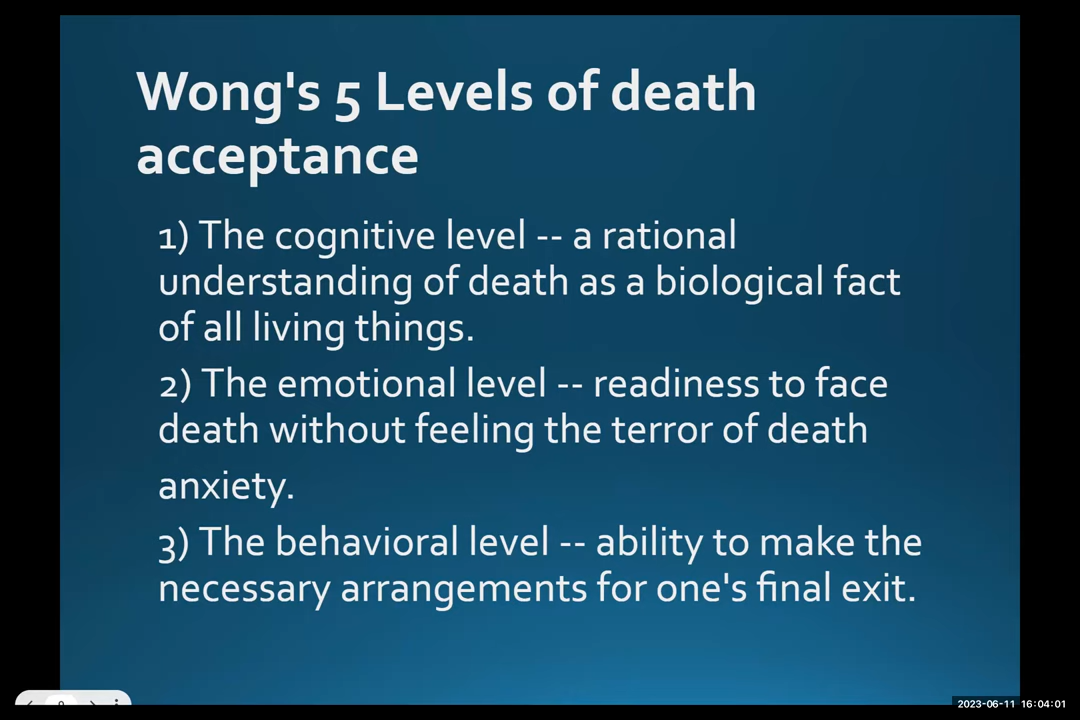 Wong's 5 Levels of death
acceptance
1) The cognitive level -- a rational
understanding of death as a biological fact
of all living things.
2) The emotional level -- readiness to face
death without feeling the terror of death
anxiety.
3) The behavioral level -- ability to make the
necessary arrangements for one's final exit.
2023-06-11 16:04:01